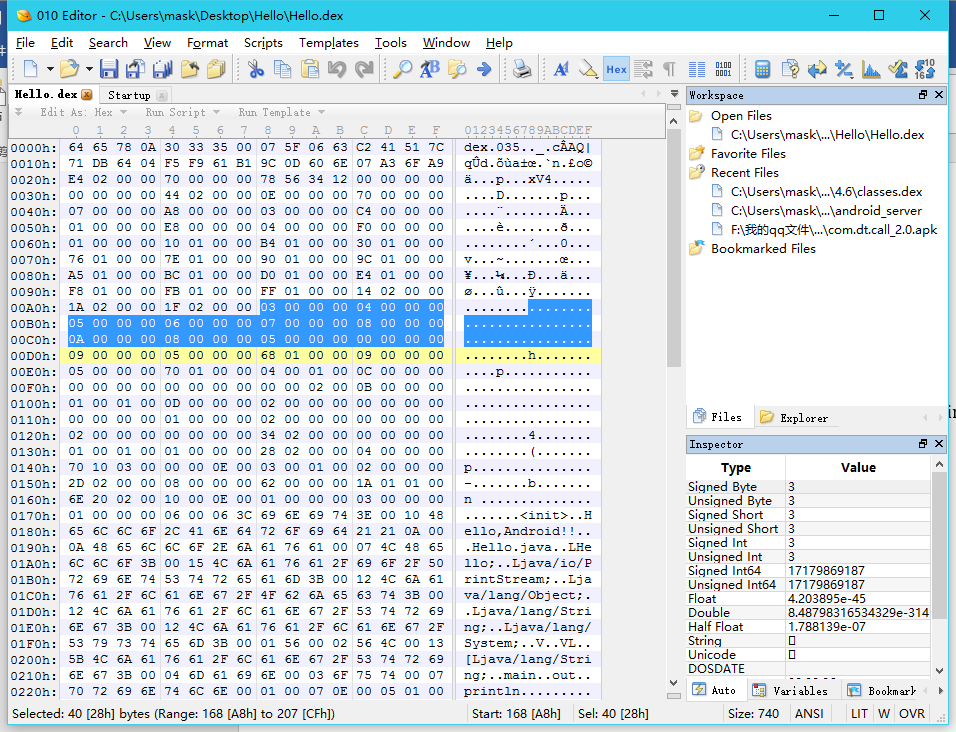 010 Editor - C:\Users\mask\Desktop\Hello\Hello.dex
File Edit Search View Format Scripts Templates Tools Window Help
Hex
Hello.dex Startup
Edit As: Hex Run Script Run Template
0 1 2 3 4 5 6 7 8 9 A B C D E F 0123456789ABCDEF
0000h: 64 65 78 0A 30 33 35 00 07 5F 06 63 C2 41 51 7C dex.035.._.cÂAQ|
0010h: 71 DB 64 04 F5 F9 61 B1 9C 0D 60 6E 07 A3 6F A9 qÛd.õùa±œ.`n.£o©
0020h: E4 02 00 00 70 00 00 00 78 56 34 12 00 00 00 00 ä...p...xV4.....
0030h: 00 00 00 00 44 02 00 00 0E 00 00 00 70 00 00 00 ....D.......p...
0040h: 07 00 00 00 A8 00 00 00 03 00 00 00 C4 00 00 00 ....¨.......Ä...
0050h: 01 00 00 00 E8 00 00 00 04 00 00 00 F0 00 00 00 ....è.......ð...
0060h: 01 00 00 00 10 01 00 00 B4 01 00 00 30 01 00 00 ........´...0...
0070h: 76 01 00 00 7E 01 00 00 90 01 00 00 9C 01 00 00 v...~.......œ...
0080h: A5 01 00 00 BC 01 00 00 D0 01 00 00 E4 01 00 00 ¥...¼...Ð...ä...
0090h: F8 01 00 00 FB 01 00 00 FF 01 00 00 14 02 00 00 ø...û...ÿ.......
00A0h: 1A 02 00 00 1F 02 00 00 03 00 00 00 04 00 00 00 ................
00B0h: 05 00 00 00 06 00 00 00 07 00 00 00 08 00 00 00 ................
00C0h: 0A 00 00 00 08 00 00 00 05 00 00 00 00 00 00 00 ................
00D0h: 09 00 00 00 05 00 00 00 68 01 00 00 09 00 00 00 ........h.......
00E0h: 05 00 00 00 70 01 00 00 04 00 01 00 0C 00 00 00 ....p...........
00F0h: 00 00 00 00 00 00 00 00 00 00 02 00 0B 00 00 00 ................
0100h: 01 00 01 00 0D 00 00 00 02 00 00 00 00 00 00 00 ................
0110h: 00 00 00 00 01 00 00 00 02 00 00 00 00 00 00 00 ................
0120h: 02 00 00 00 00 00 00 00 34 02 00 00 00 00 00 00 ........4.......
0130h: 01 00 01 00 01 00 00 00 28 02 00 00 04 00 00 00 ........(.......
0140h: 70 10 03 00 00 00 0E 00 03 00 01 00 02 00 00 00 p...............
0150h: 2D 02 00 00 08 00 00 00 62 00 00 00 1A 01 01 00 -.......b.......
0160h: 6E 20 02 00 10 00 0E 00 01 00 00 00 03 00 00 00 n ..............
0170h: 01 00 00 00 06 00 06 3C 69 6E 69 74 3E 00 10 48 .......<init>..H
0180h: 65 6C 6C 6F 2C 41 6E 64 72 6F 69 64 21 21 0A 00 ello,Android!!..
0190h: 0A 48 65 6C 6C 6F 2E 6A 61 76 61 00 07 4C 48 65 .Hello.java..LHe
01A0h: 6C 6C 6F 3B 00 15 4C 6A 61 76 61 2F 69 6F 2F 50 llo;..Ljava/io/P
01B0h: 72 69 6E 74 53 74 72 65 61 6D 3B 00 12 4C 6A 61 rintStream;..Lja
01C0h: 76 61 2F 6C 61 6E 67 2F 4F 62 6A 65 63 74 3B 00 va/lang/Object;.
01D0h: 12 4C 6A 61 76 61 2F 6C 61 6E 67 2F 53 74 72 69 .Ljava/lang/Stri
01E0h: 6E 67 3B 00 12 4C 6A 61 76 61 2F 6C 61 6E 67 2F ng;..Ljava/lang/
01F0h: 53 79 73 74 65 6D 3B 00 01 56 00 02 56 4C 00 13 System;..V..VL..
0200h: 5B 4C 6A 61 76 61 2F 6C 61 6E 67 2F 53 74 72 69 [Ljava/lang/Stri
0210h: 6E 67 3B 00 04 6D 61 69 6E 00 03 6F 75 74 00 07 ng;..main..out..
0220h: 70 72 69 6E 74 6C 6E 00 01 00 07 0E 00 05 01 00 println.........
Workspace
Open Files
C:\Users\mask\...\Hello\Hello.dex
Favorite Files
Recent Files
C:\Users\mask\...\4.6\classes.dex
C:\Users\mask\...\android_server
F:\我的qq文件\...\com.dt.call_2.0.apk
Bookmarked Files
Files Explorer
Inspector
Type Value
Signed Byte 3
Unsigned Byte 3
Signed Short 3
Unsigned Short 3
Signed Int 3
Unsigned Int 3
Signed Int64 17179869187
Unsigned Int64 17179869187
Float 4.203895e-45
Double 8.48798316534329e-314
Half Float 1.788139e-07
String
Unicode
DOSDATE
Auto Variables Bookmark
Selected: 40 [28h] bytes (Range: 168 [A8h] to 207 [CFh]) Start: 168 [A8h] Sel: 40 [28h] Size: 740 ANSI LIT W OVR